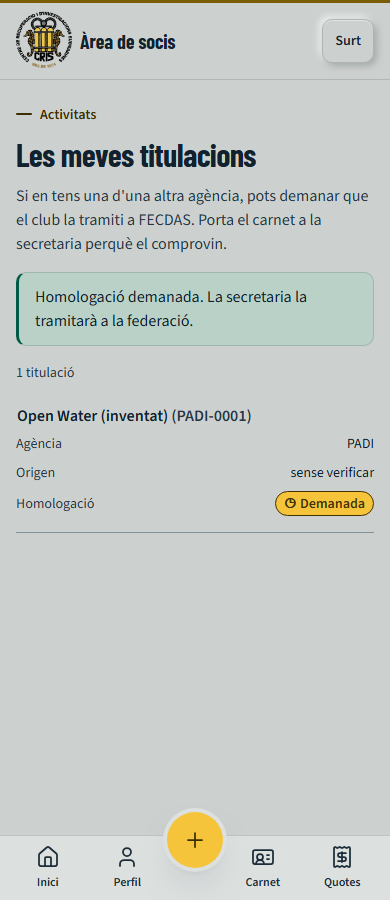 CRIS
Àrea de socis
Surt
Activitats
Les meves titulacions
Si en tens una d'una altra agència, pots demanar que
el club la tramiti a FECDAS. Porta el carnet a la
secretaria perquè el comprovin.
Homologació demanada. La secretaria la
tramitarà a la federació.
1 titulació
Open Water (inventat) (PADI-0001)
Agència PADI
Origen sense verificar
Homologació Demanada
Inici Perfil Carnet Quotes